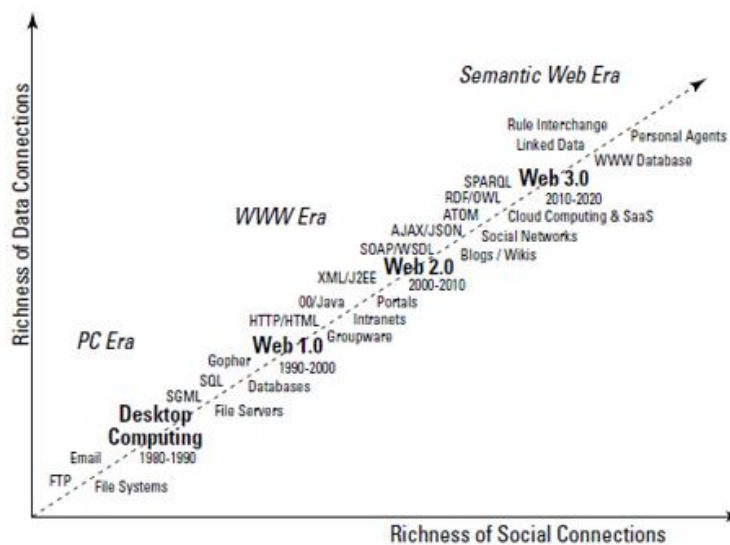 Semantic Web Era
Rule Interchange
Personal Agents
Linked Data
WWW Database
SPARQL
Web 3.0
RDF/OWL
2010-2020
ATOM
Cloud Computing & SaaS
WWW Era
AJAX/JSON
Social Networks
SOAP/WSDL
Blogs / Wikis
Web 2.0
XML/J2EE
2000-2010
OO/Java
Portals
HTTP/HTML
Intranets
Groupware
PC Era
Web 1.0
Gopher
1990-2000
SQL
Databases
SGML
File Servers
Desktop
Computing
1980-1990
Email
FTP
File Systems
Richness of Data Connections
Richness of Social Connections